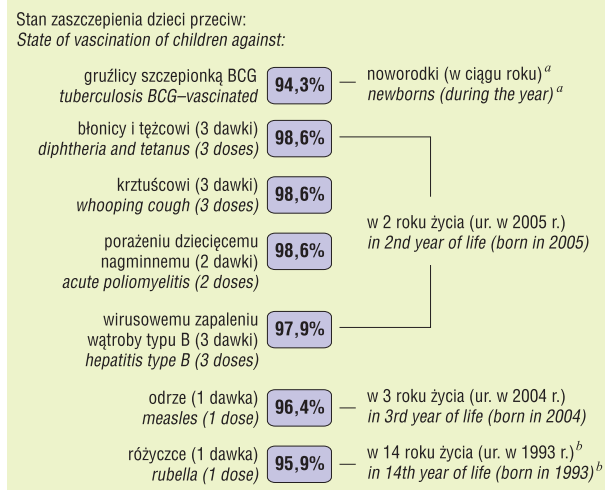 Stan zaszczepienia dzieci przeciw:
State of vascination of children against:
gruźlicy szczepionką BCG
tuberculosis BCG–vascinated
94,3%
noworodki (w ciągu roku) a
newborns (during the year) a
błonicy i tężcowi (3 dawki)
diphtheria and tetanus (3 doses)
98,6%
krztuścowi (3 dawki)
whooping cough (3 doses)
98,6%
w 2 roku życia (ur. w 2005 r.)
in 2nd year of life (born in 2005)
porażeniu dziecięcemu
nagminnemu (2 dawki)
acute poliomyelitis (2 doses)
98,6%
wirusowemu zapaleniu
wątroby typu B (3 dawki)
hepatitis type B (3 doses)
97,9%
odrze (1 dawka)
measles (1 dose)
96,4%
w 3 roku życia (ur. w 2004 r.)
in 3rd year of life (born in 2004)
różyczce (1 dawka)
rubella (1 dose)
95,9%
w 14 roku życia (ur. w 1993 r.) b
in 14th year of life (born in 1993) b